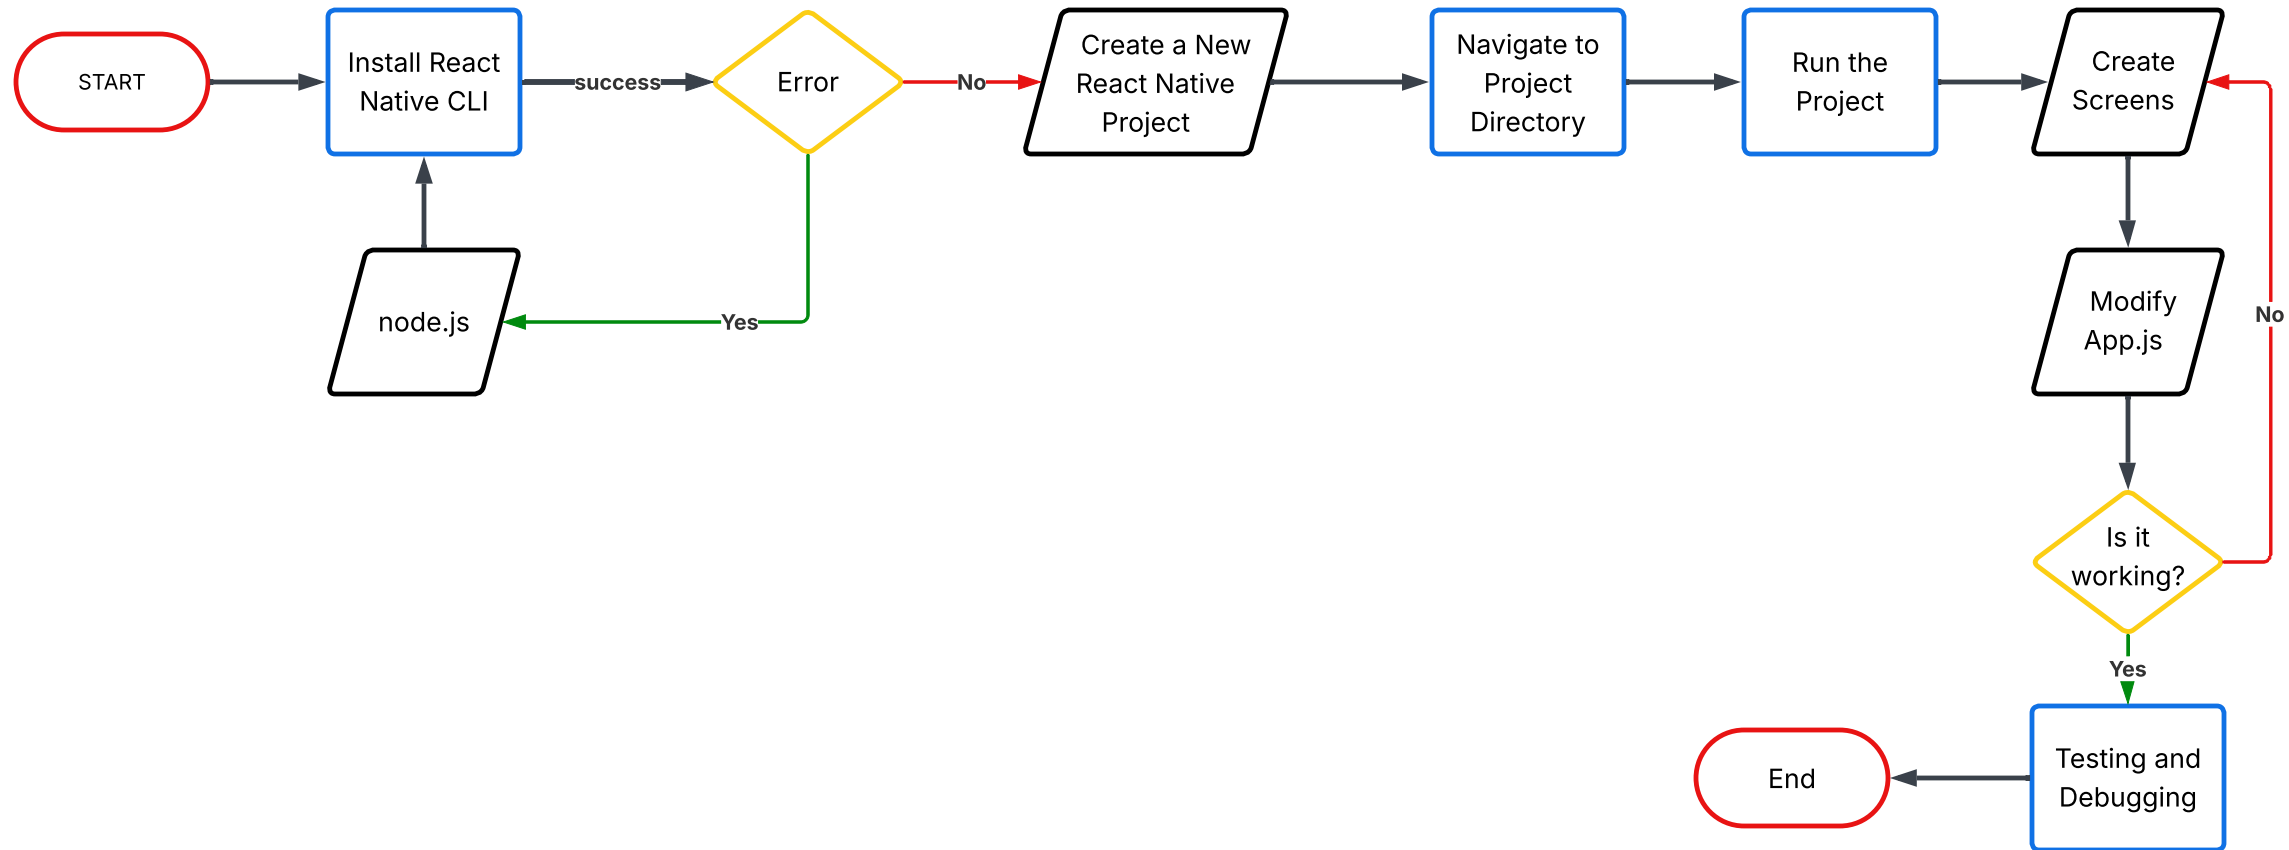 START
Install React
Native CLI
success
Error
No
Create a New
React Native
Project
Navigate to
Project
Directory
Run the
Project
Create
Screens
node.js
Yes
Modify
App.js
No
Is it
working?
Yes
Testing and
Debugging
End